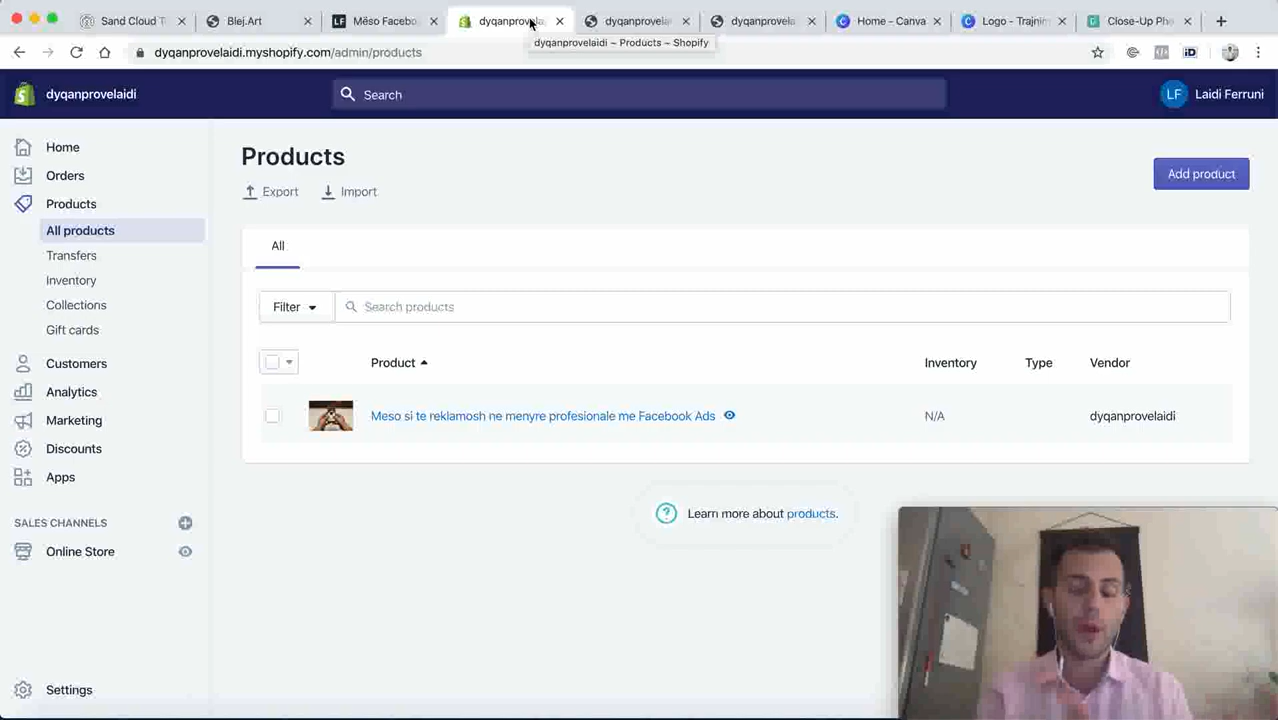 Sand Cloud T
Blej.Art
LF Mëso Facebo
dyqanprovela
dyqanprovela
dyqanprovela
Home - Canva
Logo - Trajnim
Close-Up Pho
dyqanprovelaidi ~ Products ~ Shopify
dyqanprovelaidi.myshopify.com/admin/products
iD
dyqanprovelaidi
Search
LF Laidi Ferruni
Home
Orders
Products
All products
Transfers
Inventory
Collections
Gift cards
Customers
Analytics
Marketing
Discounts
Apps
SALES CHANNELS
Online Store
Settings
Products
Export
Import
Add product
All
Filter
Search products
Product
Inventory
Type
Vendor
Meso si te reklamosh ne menyre profesionale me Facebook Ads
N/A
dyqanprovelaidi
Learn more about products.